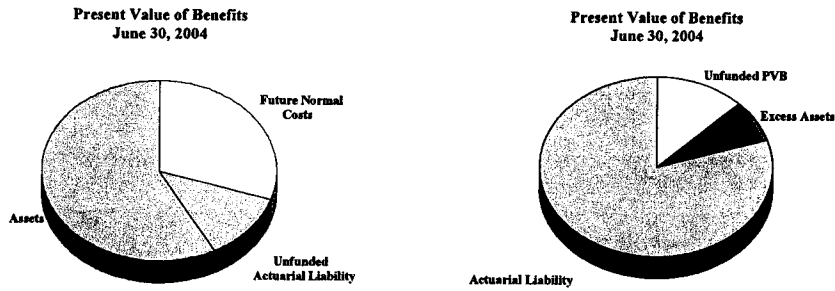 Present Value of Benefits
June 30, 2004
Future Normal
Costs
Assets
Unfunded
Actuarial Liability
Present Value of Benefits
June 30, 2004
Unfunded PVB
Excess Assets
Actuarial Liability